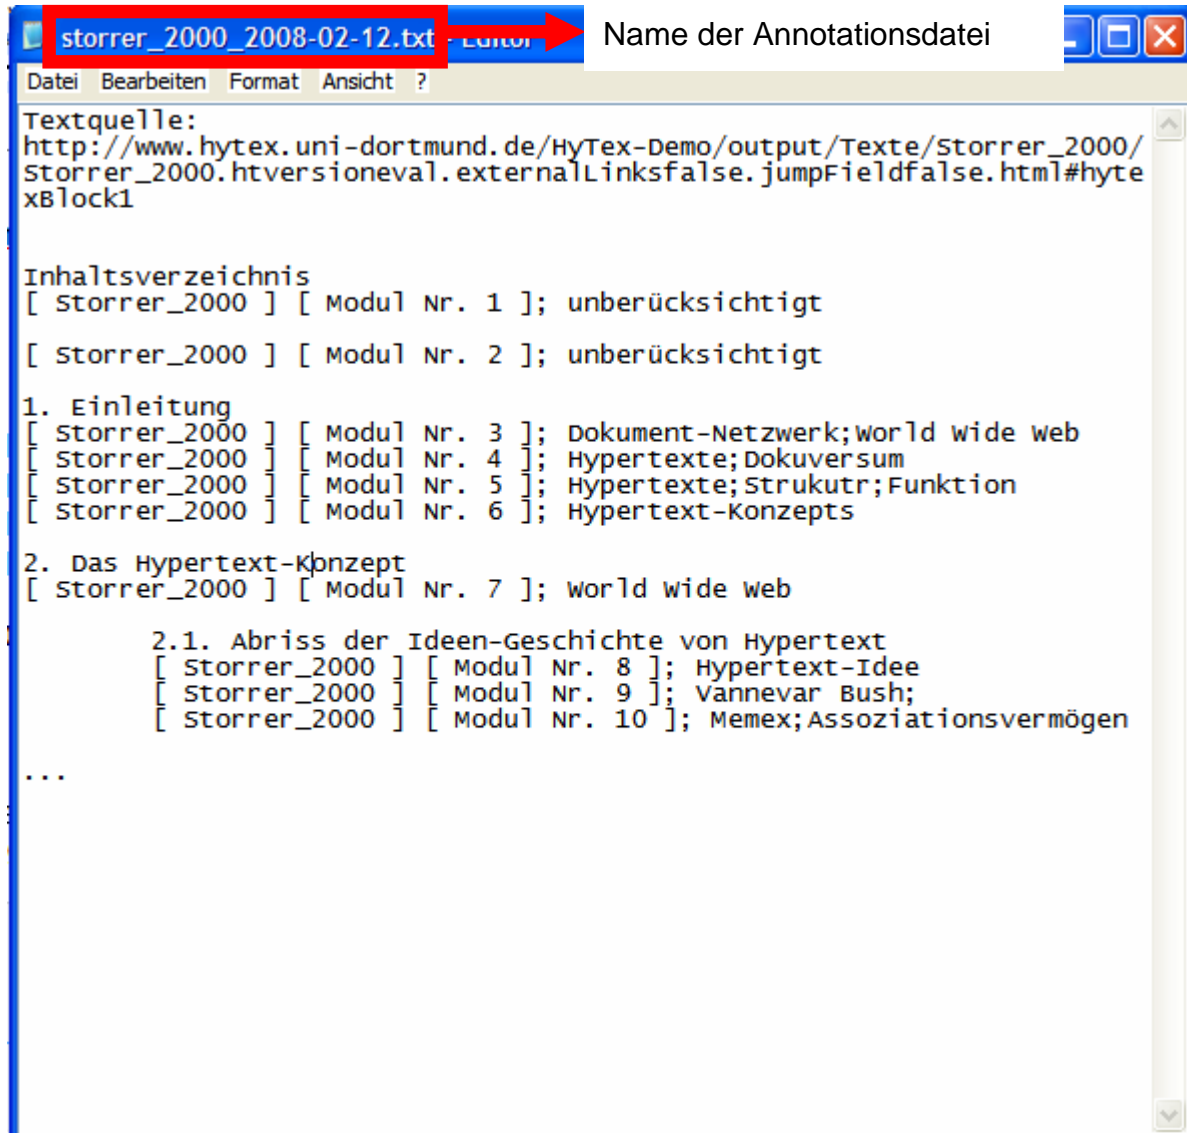 storrer_2000_2008-02-12.txt - Editor
Name der Annotationsdatei
Datei Bearbeiten Format Ansicht ?
Textquelle:
http://www.hytex.uni-dortmund.de/HyTex-Demo/output/Texte/Storrer_2000/
Storrer_2000.htversioneval.externalLinksfalse.jumpFieldfalse.html#hyte
xBlock1
Inhaltsverzeichnis
[ Storrer_2000 ] [ Modul Nr. 1 ]; unberücksichtigt
[ Storrer_2000 ] [ Modul Nr. 2 ]; unberücksichtigt
1. Einleitung
[ Storrer_2000 ] [ Modul Nr. 3 ]; Dokument-Netzwerk;World Wide Web
[ Storrer_2000 ] [ Modul Nr. 4 ]; Hypertexte;Dokuversum
[ Storrer_2000 ] [ Modul Nr. 5 ]; Hypertexte;Strukutr;Funktion
[ Storrer_2000 ] [ Modul Nr. 6 ]; Hypertext-Konzepts
2. Das Hypertext-Konzept
[ Storrer_2000 ] [ Modul Nr. 7 ]; World Wide Web
2.1. Abriss der Ideen-Geschichte von Hypertext
[ Storrer_2000 ] [ Modul Nr. 8 ]; Hypertext-Idee
[ Storrer_2000 ] [ Modul Nr. 9 ]; Vannevar Bush;
[ Storrer_2000 ] [ Modul Nr. 10 ]; Memex;Assoziationsvermögen
...